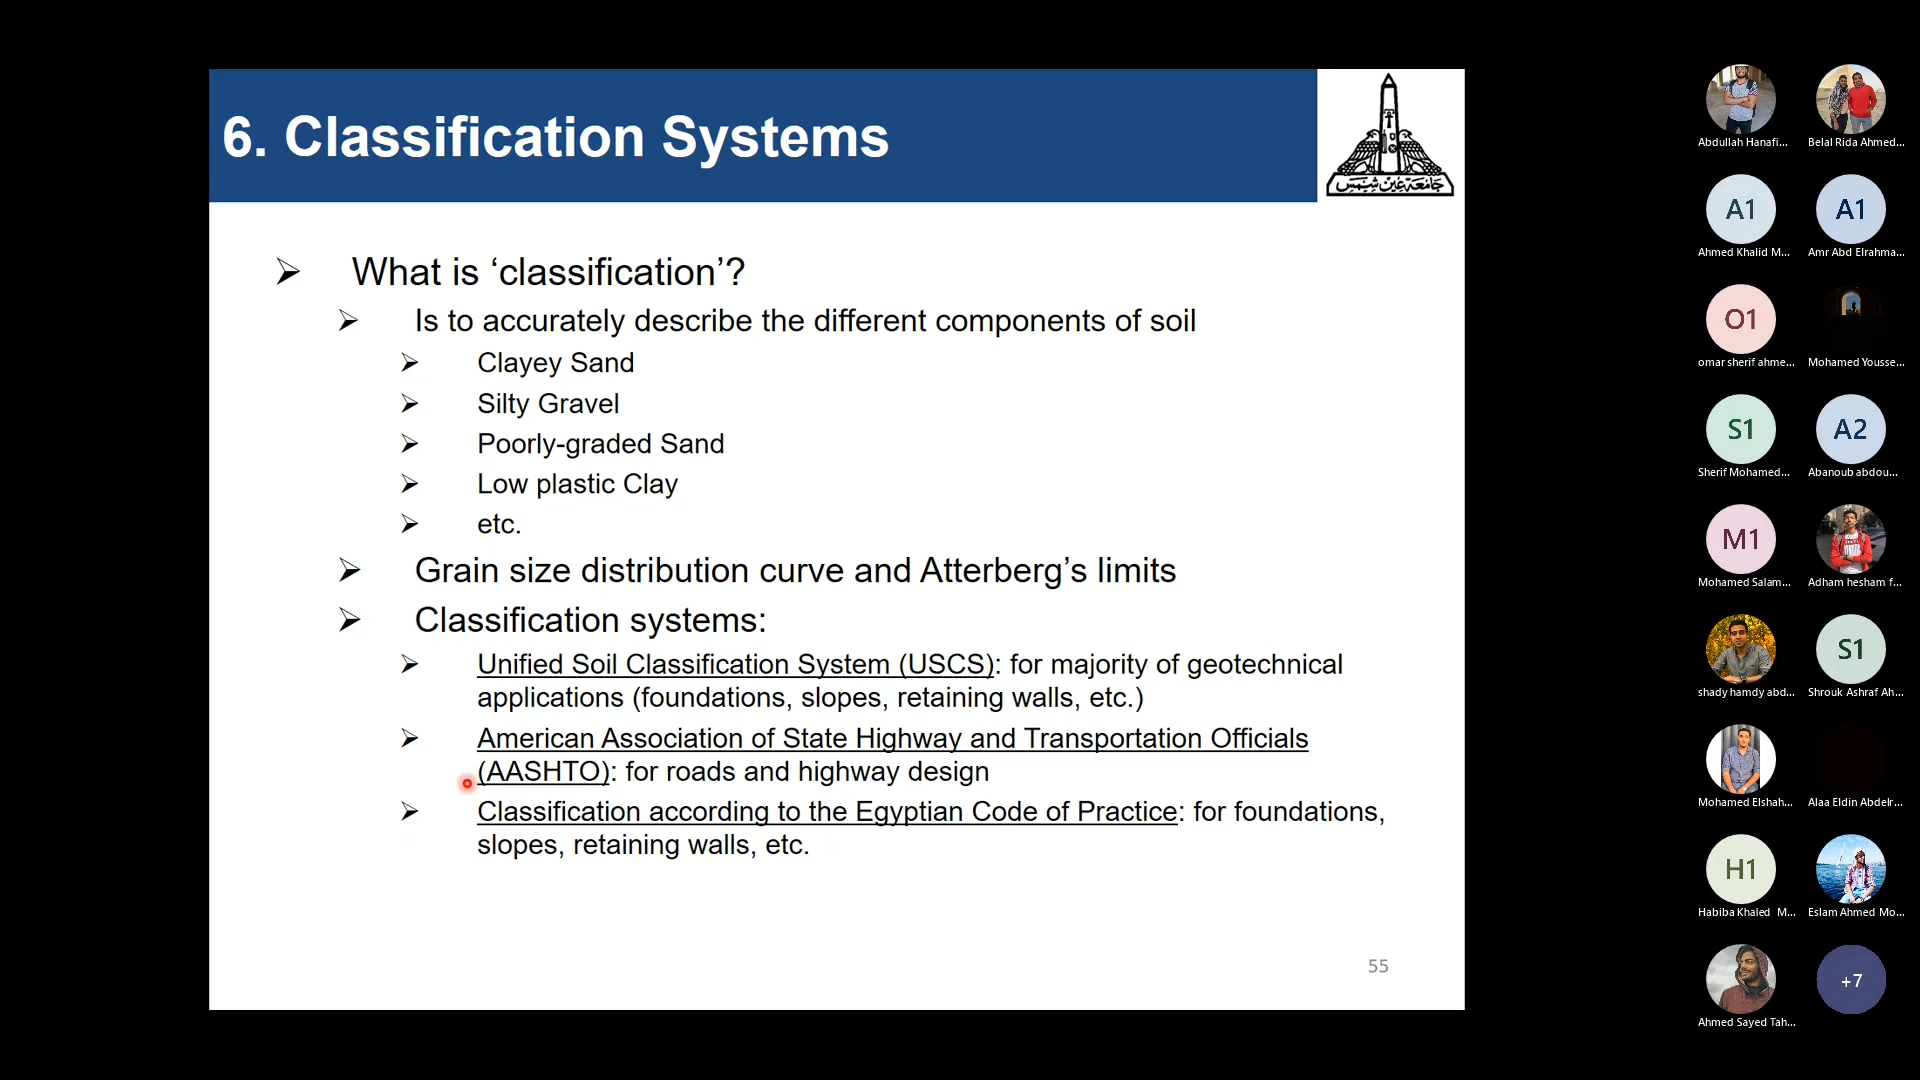 6. Classification Systems
جامعة عين شمس
What is ‘classification’?
Is to accurately describe the different components of soil
Clayey Sand
Silty Gravel
Poorly-graded Sand
Low plastic Clay
etc.
Grain size distribution curve and Atterberg’s limits
Classification systems:
Unified Soil Classification System (USCS): for majority of geotechnical
applications (foundations, slopes, retaining walls, etc.)
American Association of State Highway and Transportation Officials
(AASHTO): for roads and highway design
Classification according to the Egyptian Code of Practice: for foundations,
slopes, retaining walls, etc.
55
Abdullah Hanafi...
Belal Rida Ahmed...
A1
A1
Ahmed Khalid M...
Amr Abd Elrahma...
O1
omar sherif ahme...
Mohamed Yousse...
S1
A2
Sherif Mohamed...
Abanoub abdou...
M1
Mohamed Salam...
Adham hesham f...
S1
shady hamdy abd...
Shrouk Ashraf Ah...
Mohamed Elshah...
Alaa Eldin Abdelr...
H1
Habiba Khaled M...
Eslam Ahmed Mo...
+7
Ahmed Sayed Tah...